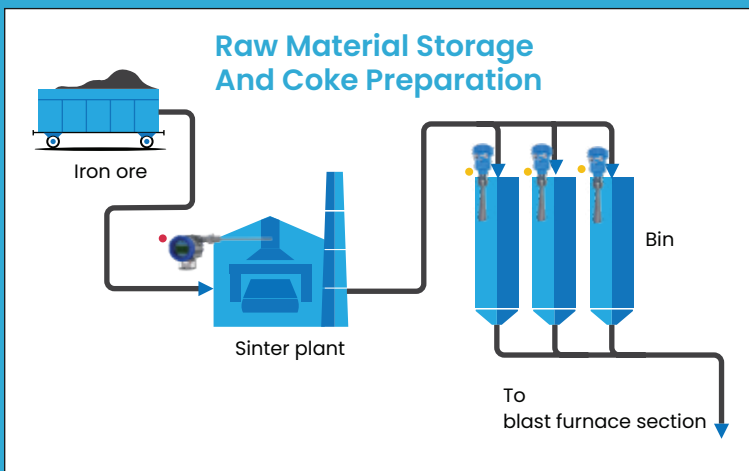 Raw Material Storage
And Coke Preparation
Iron ore
Bin
Sinter plant
To
blast furnace section